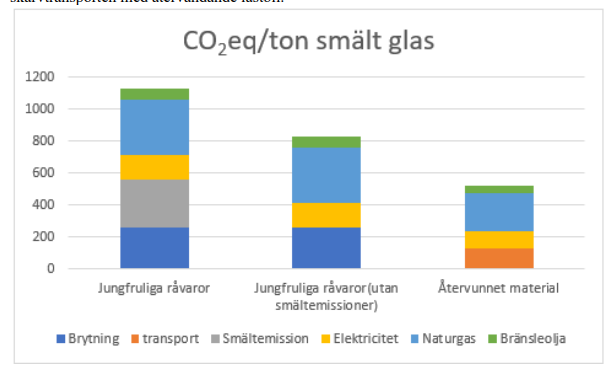 CO2eq/ton smält glas
1200
1000
800
600
400
200
0
Jungfruliga råvaror
Jungfruliga råvaror(utan
smältemissioner)
Återvunnet material
Brytning transport Smältemission Elektricitet Naturgas Bränsleolja